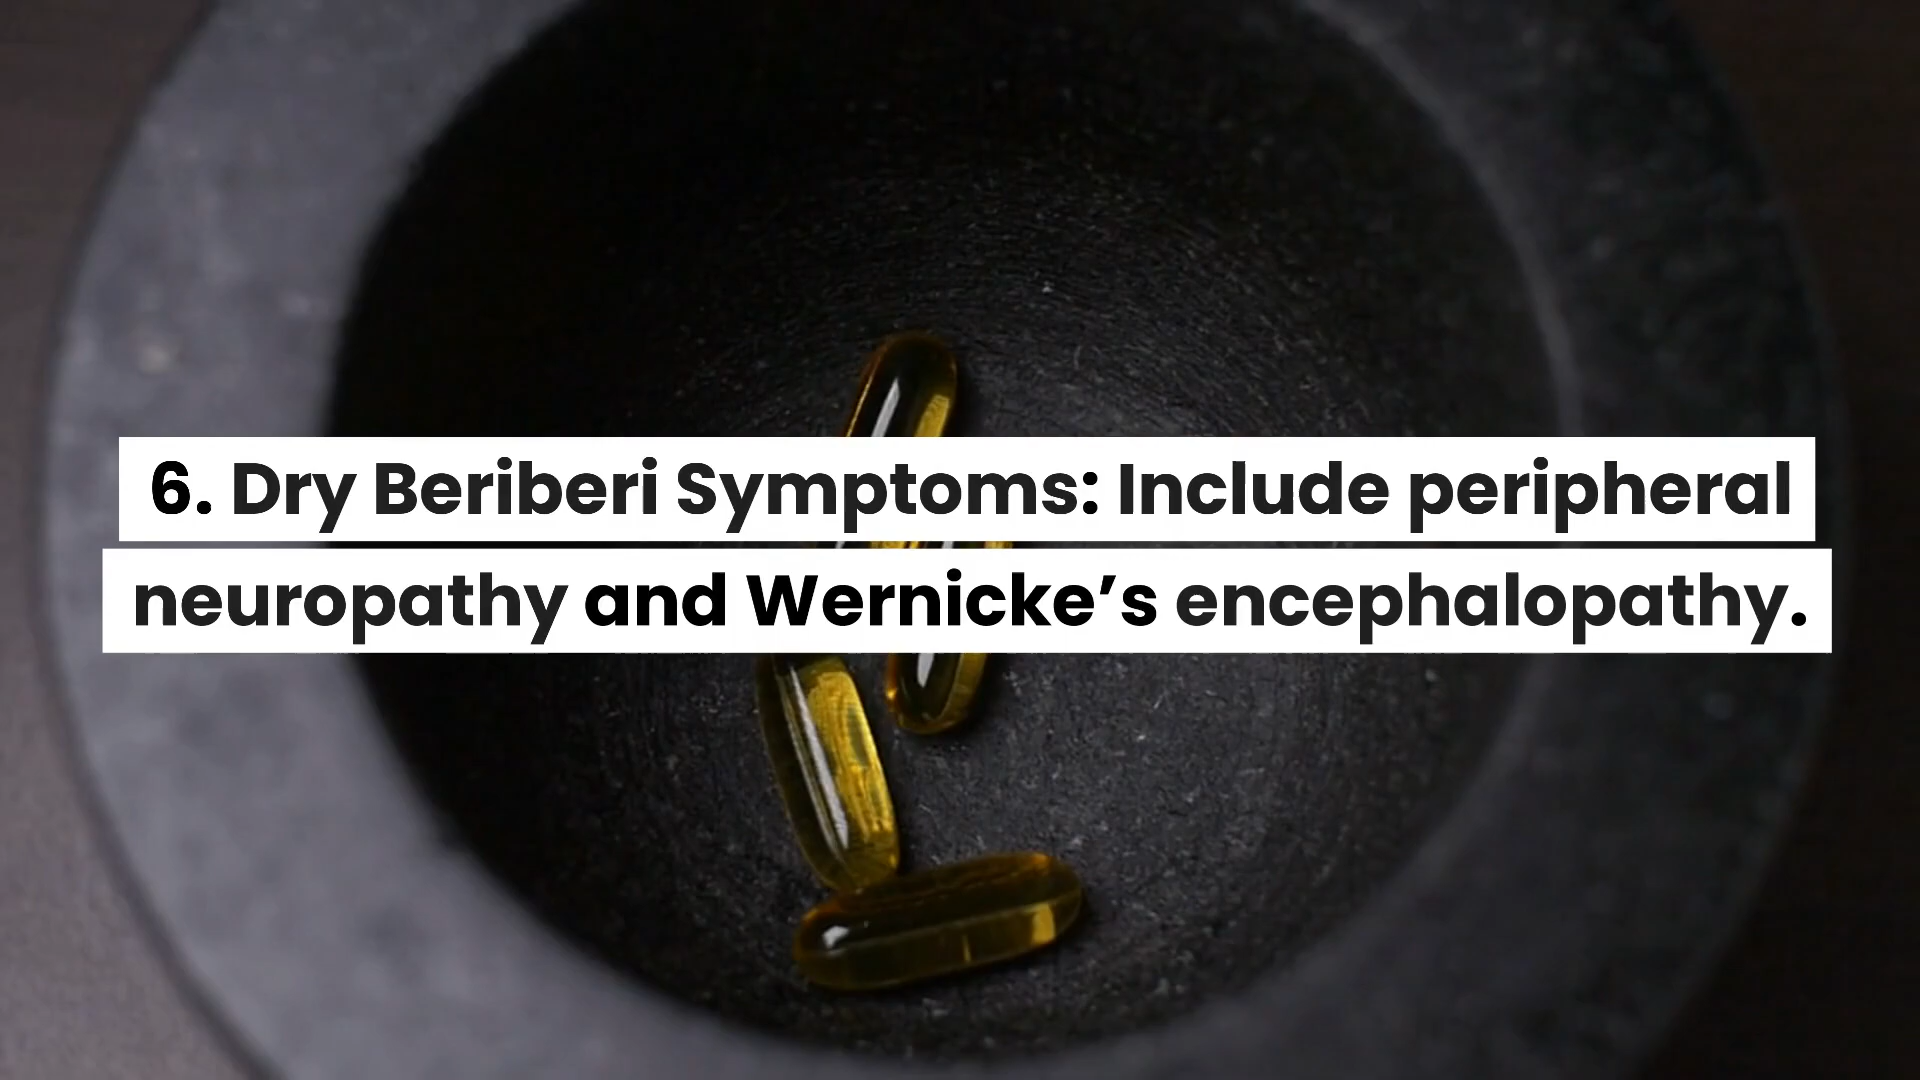 6. Dry Beriberi Symptoms: Include peripheral
neuropathy and Wernicke’s encephalopathy.